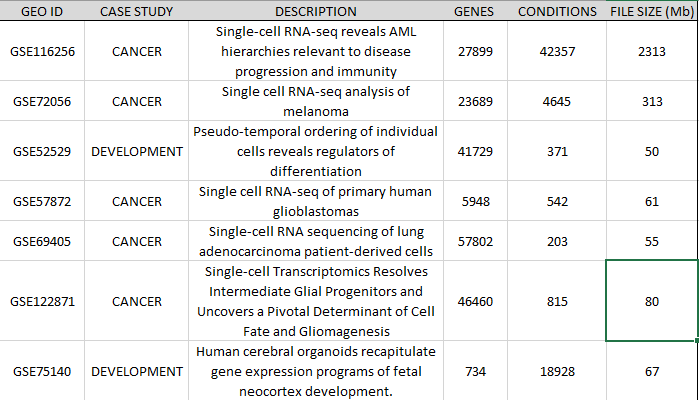 GEO ID CASE STUDY DESCRIPTION GENES CONDITIONS FILE SIZE (Mb)
Single-cell RNA-seq reveals AML
GSE116256 CANCER hierarchies relevant to disease 27899 42357 2313
progression and immunity
Single cell RNA-seq analysis of
GSE72056 CANCER 23689 4645 313
melanoma
Pseudo-temporal ordering of individual
GSE52529 DEVELOPMENT cells reveals regulators of 41729 371 50
differentiation
Single cell RNA-seq of primary human
GSE57872 CANCER 5948 542 61
glioblastomas
Single-cell RNA sequencing of lung
GSE69405 CANCER 57802 203 55
adenocarcinoma patient-derived cells
Single-cell Transcriptomics Resolves
Intermediate Glial Progenitors and
GSE122871 CANCER 46460 815 80
Uncovers a Pivotal Determinant of Cell
Fate and Gliomagenesis
Human cerebral organoids recapitulate
GSE75140 DEVELOPMENT gene expression programs of fetal 734 18928 67
neocortex development.